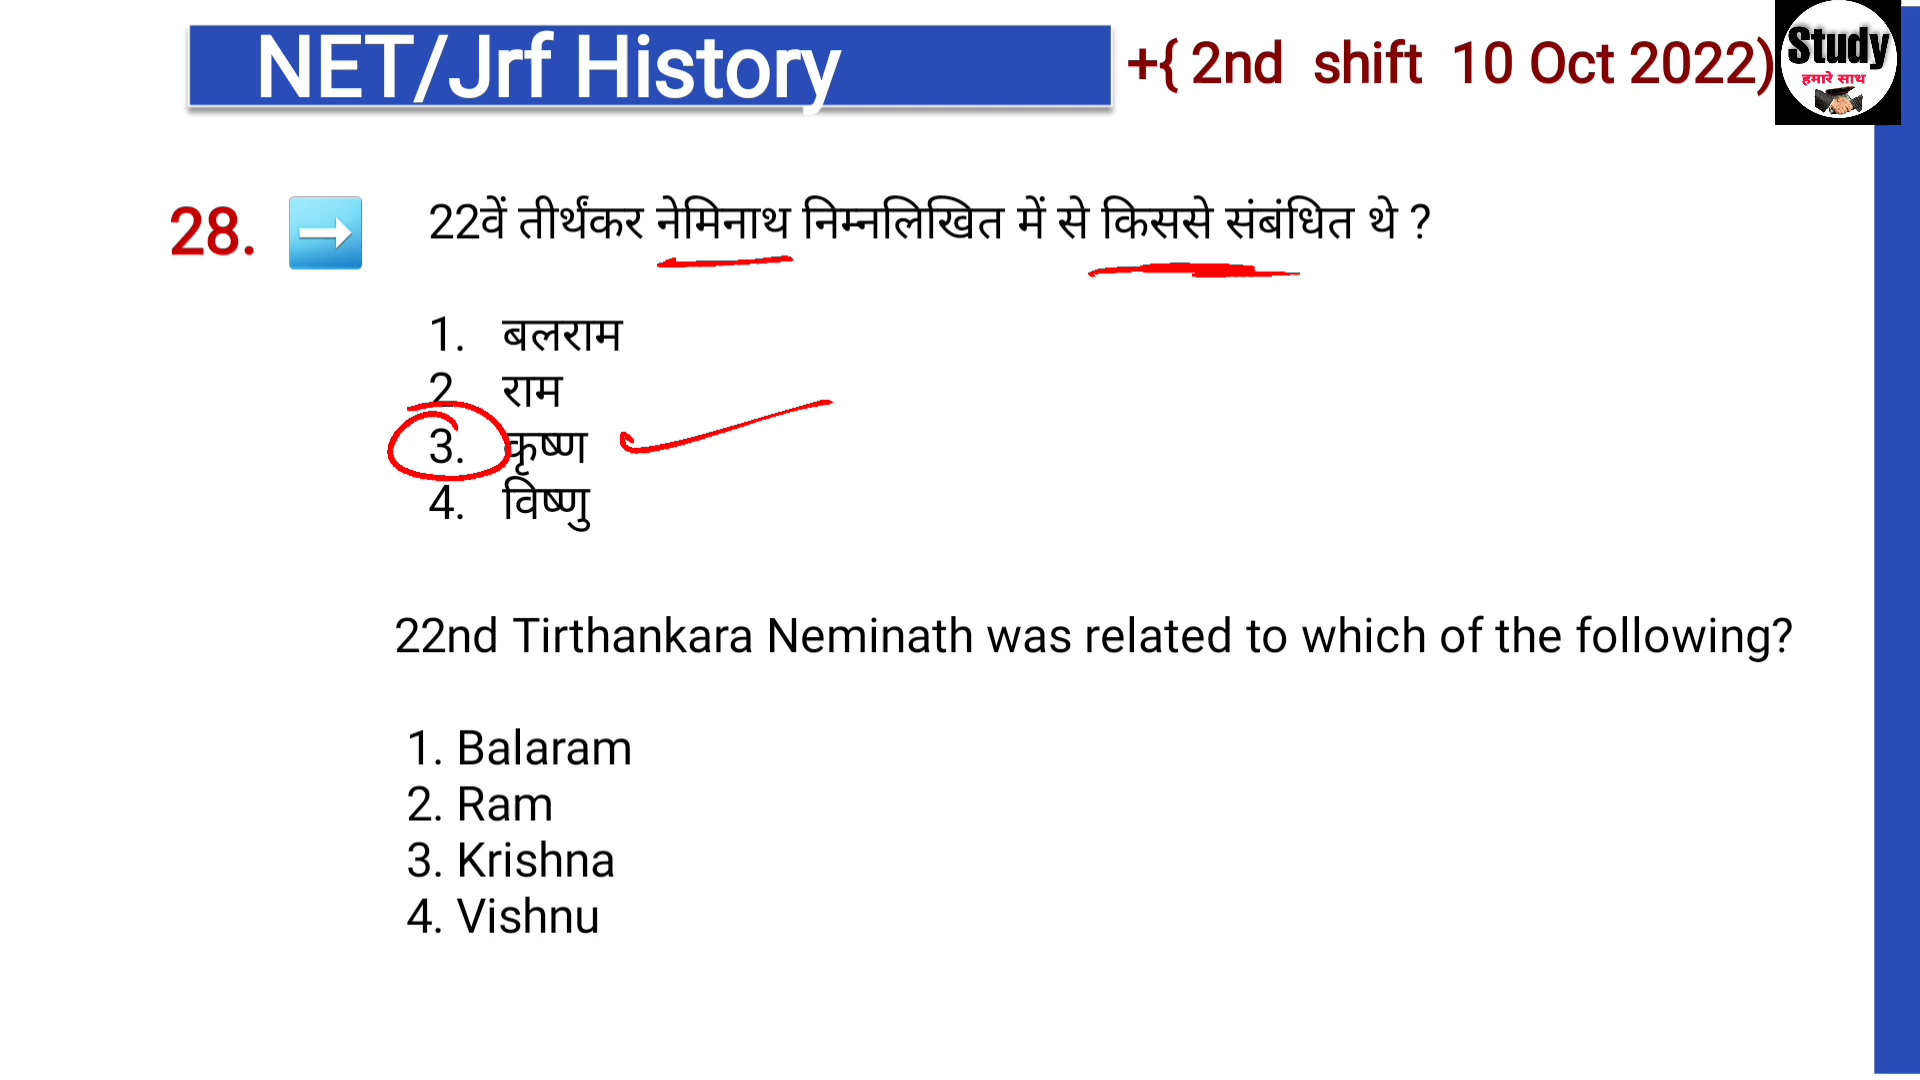 NET/Jrf History
+{ 2nd shift 10 Oct 2022)
Study
हमारे साथ
28.
22वें तीर्थंकर नेमिनाथ निम्नलिखित में से किससे संबंधित थे ?
1. बलराम
2. राम
3. कृष्ण
4. विष्णु
22nd Tirthankara Neminath was related to which of the following?
1. Balaram
2. Ram
3. Krishna
4. Vishnu